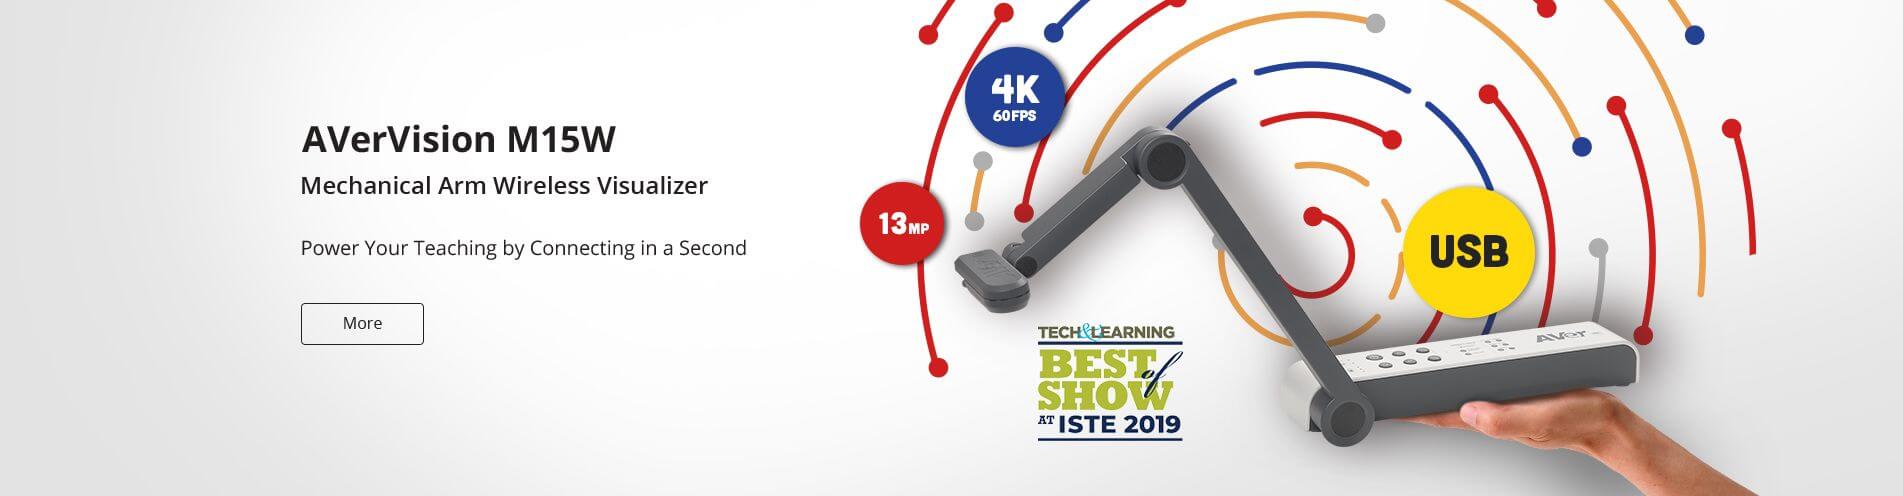 AVerVision M15W
Mechanical Arm Wireless Visualizer
Power Your Teaching by Connecting in a Second
More
4K
60FPS
13MP
USB
TECH&LEARNING
BEST of
SHOW
AT ISTE 2019
AVer